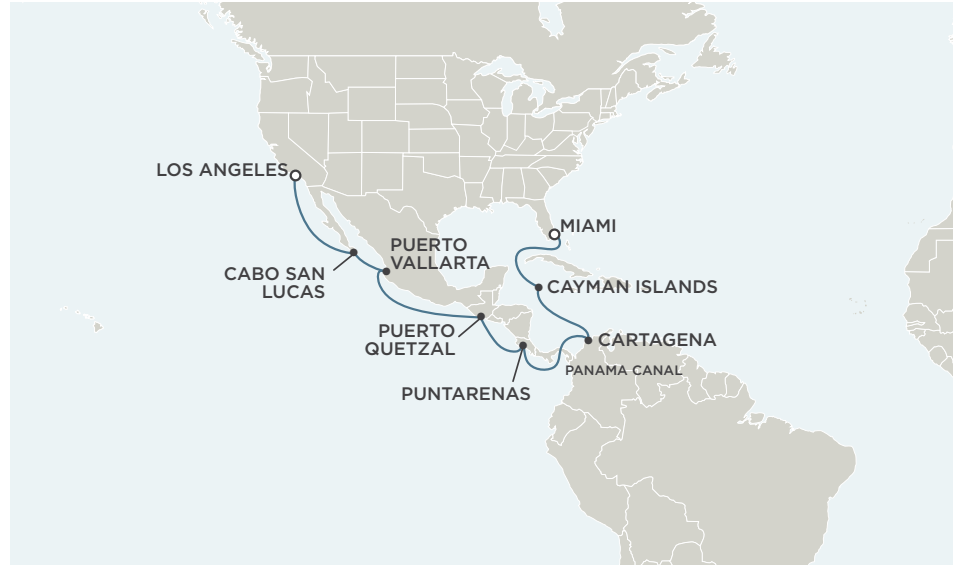 LOS ANGELES
MIAMI
PUERTO
VALLARTA
CABO SAN
LUCAS
CAYMAN ISLANDS
PUERTO
QUETZAL
CARTAGENA
PANAMA CANAL
PUNTARENAS